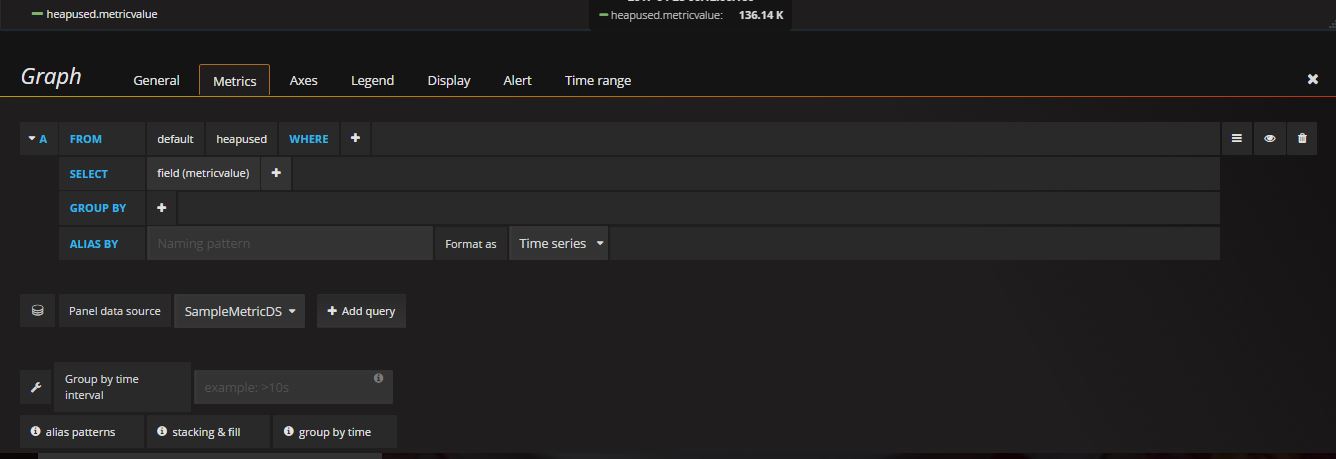 heapused.metricvalue
heapused.metricvalue: 136.14 K
Graph General Metrics Axes Legend Display Alert Time range
A FROM default heapused WHERE
SELECT field (metricvalue)
GROUP BY
ALIAS BY Naming pattern Format as Time series
Panel data source SampleMetricDS Add query
Group by time
interval
example: >10s
alias patterns stacking & fill group by time